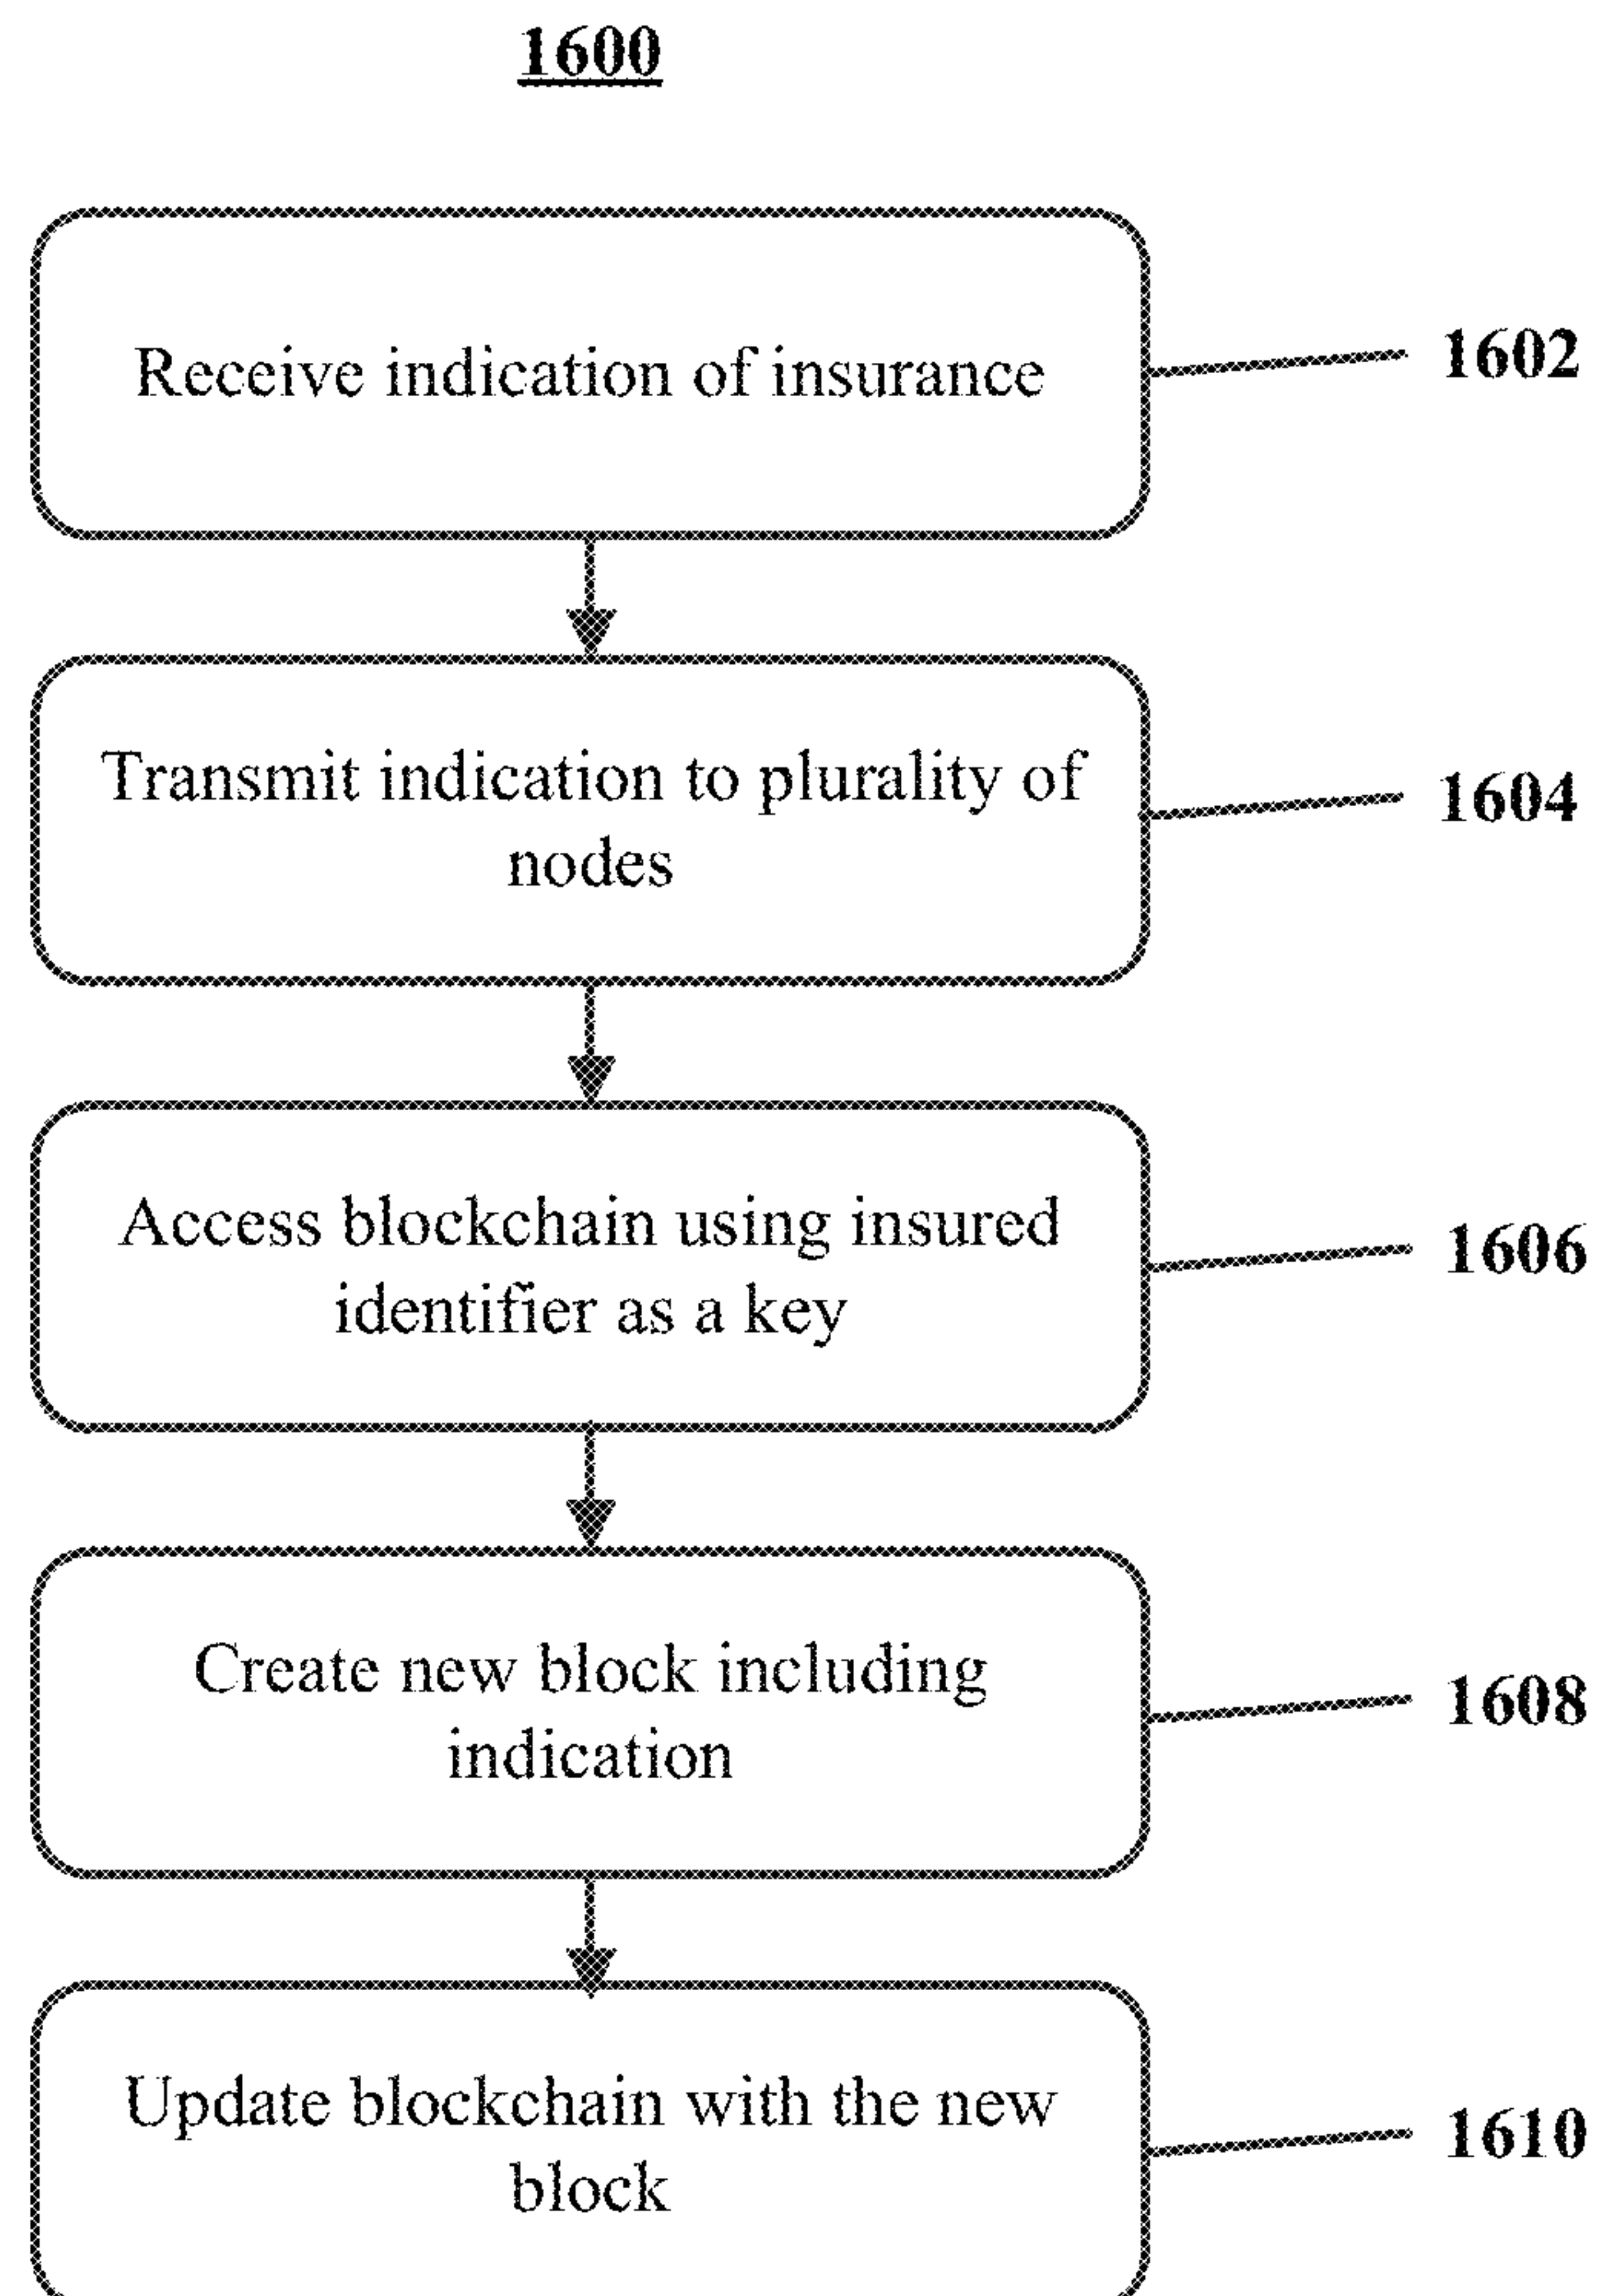 1600
Receive indication of insurance
1602
Transmit indication to plurality of
nodes
1604
Access blockchain using insured
identifier as a key
1606
Create new block including
indication
1608
Update blockchain with the new
block
1610